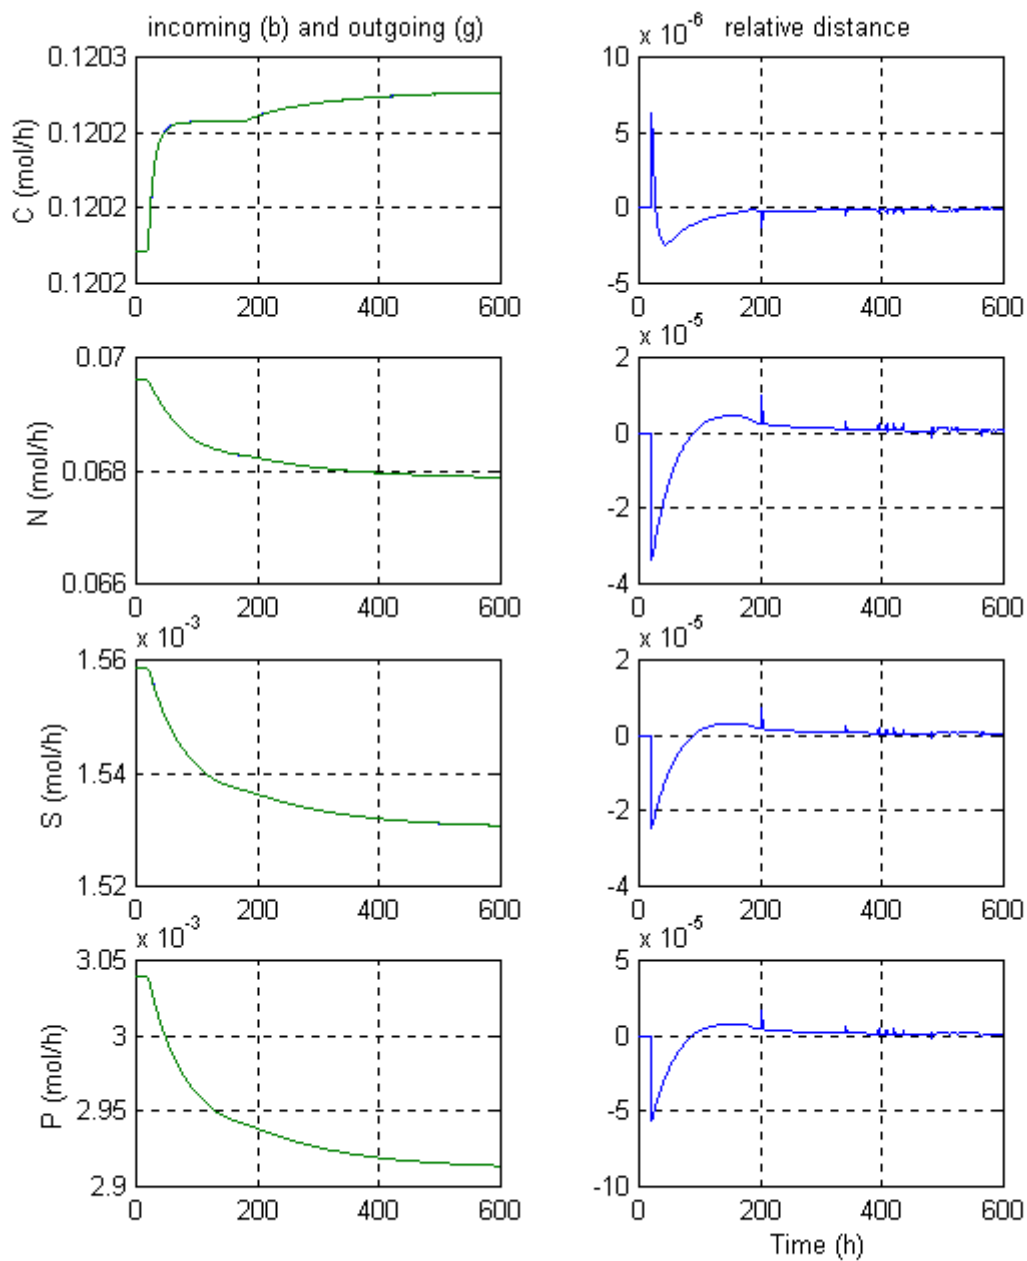 incoming (b) and outgoing (g)
0.1203
0.1202
0.1202
0.1202
C (mol/h)
0 200 400 600
x 10^-6 relative distance
10
5
0
-5
0 200 400 600
0.07
0.068
0.066
N (mol/h)
0 200 400 600
x 10^-5
2
0
-2
-4
0 200 400 600
x 10^-3
1.56
1.54
1.52
S (mol/h)
0 200 400 600
x 10^-5
2
0
-2
-4
0 200 400 600
x 10^-3
3.05
3
2.95
2.9
P (mol/h)
0 200 400 600
x 10^-5
5
0
-5
-10
0 200 400 600
Time (h)